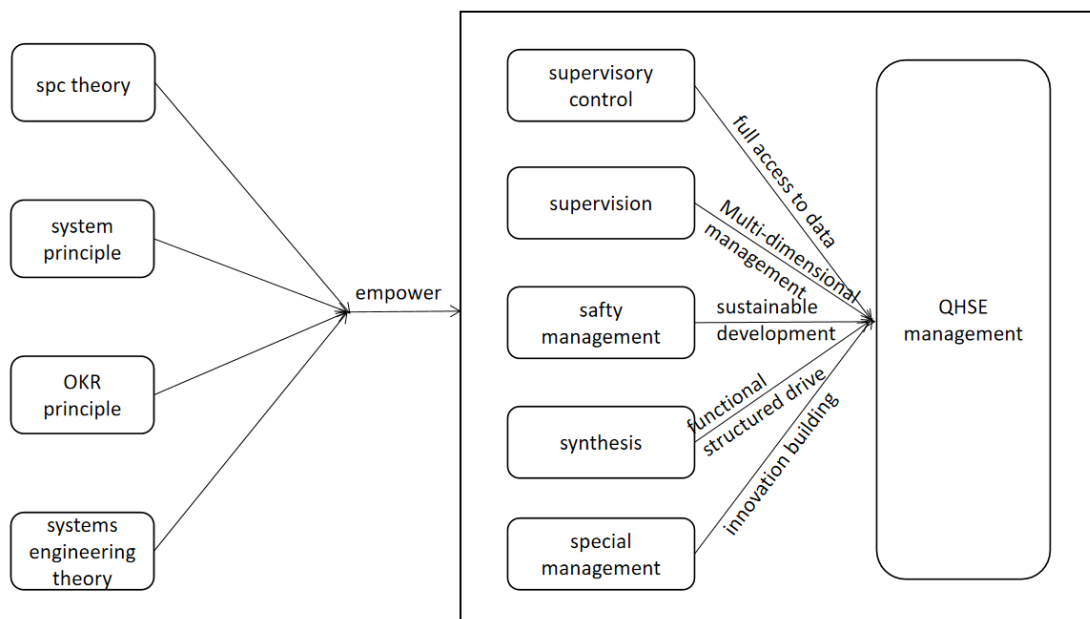 spc theory
system
principle
OKR
principle
systems
engineering
theory
empower
supervisory
control
supervision
safty
management
synthesis
special
management
full access to data
Multi-dimensional
management
sustainable
development
functional
structured drive
innovation building
QHSE
management